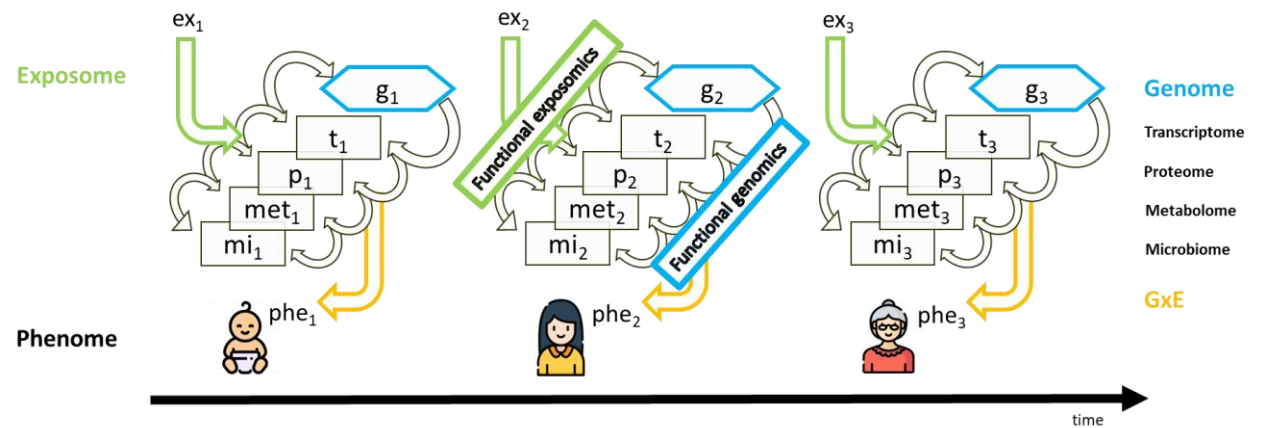 ex1
ex2
ex3
Exposome
g1
g2
g3
Genome
Functional exposomics
t1
t2
t3
Transcriptome
p1
p2
p3
Proteome
Functional genomics
met1
met2
met3
Metabolome
mi1
mi2
mi3
Microbiome
GxE
phe1
phe2
phe3
Phenome
time